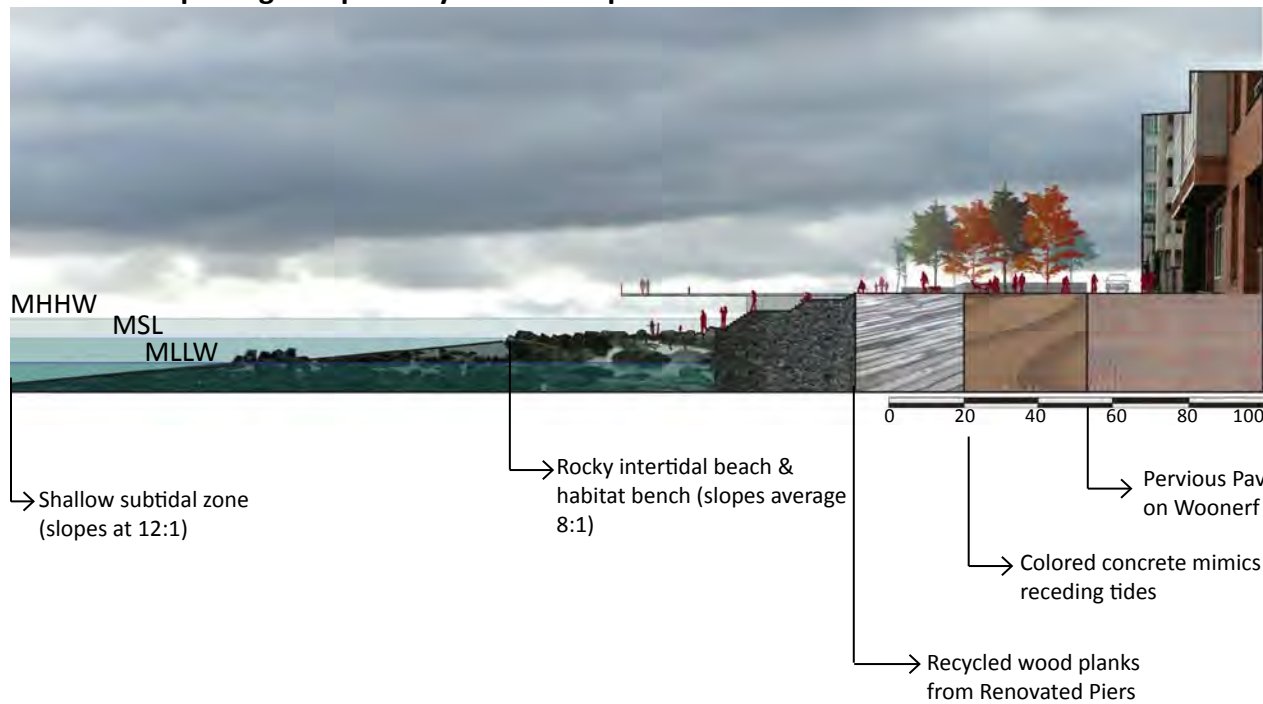 MHHW
MSL
MLLW
0 20 40 60 80 100
Rocky intertidal beach &
habitat bench (slopes average
8:1)
Shallow subtidal zone
(slopes at 12:1)
Pervious Pav
on Woonerf
Colored concrete mimics
receding tides
Recycled wood planks
from Renovated Piers